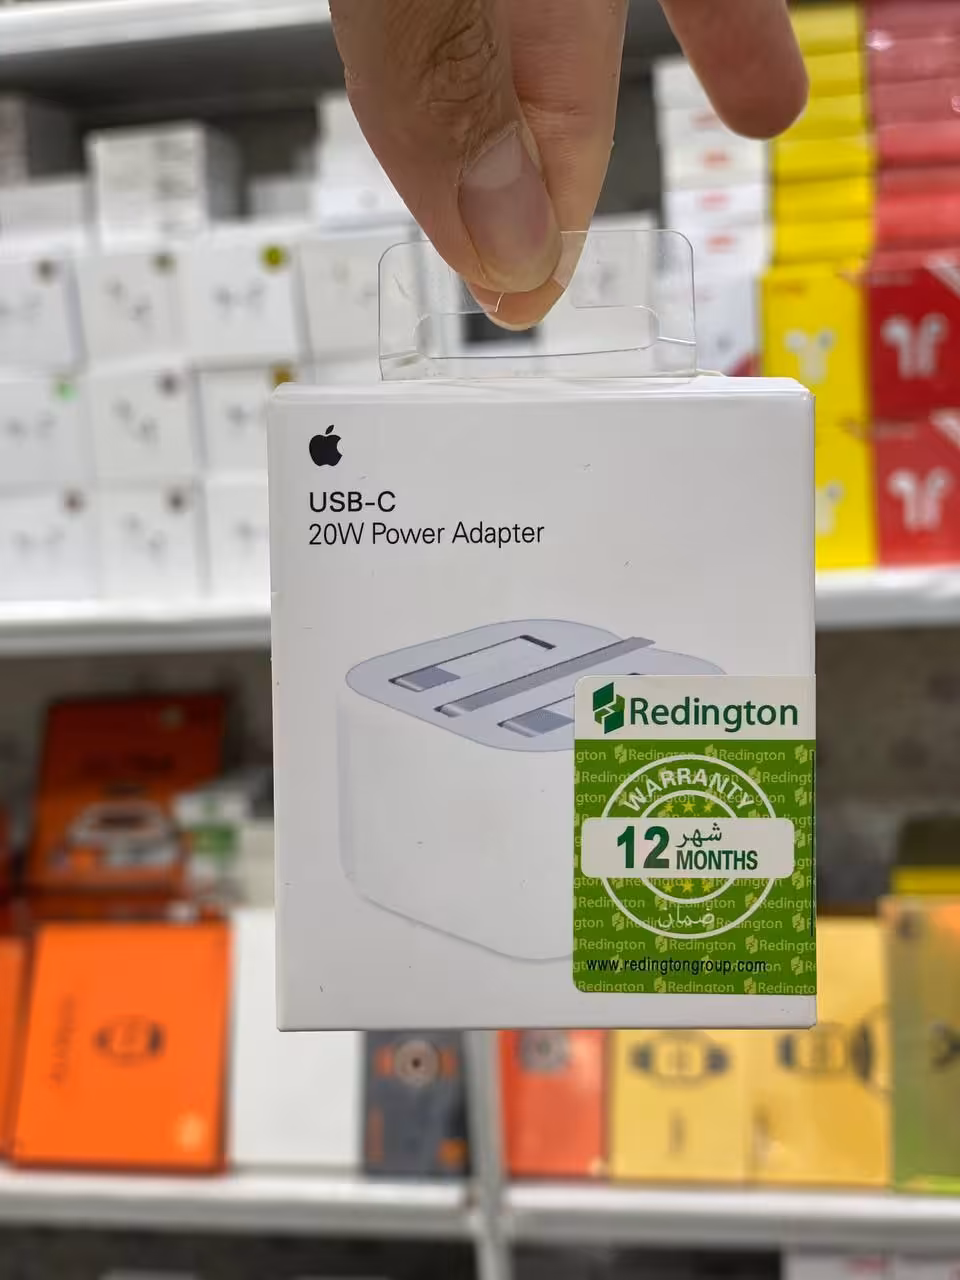 USB-C
20W Power Adapter
Redington
WARRANTY
12 شهر
MONTHS
ضمان
www.redingtongroup.com